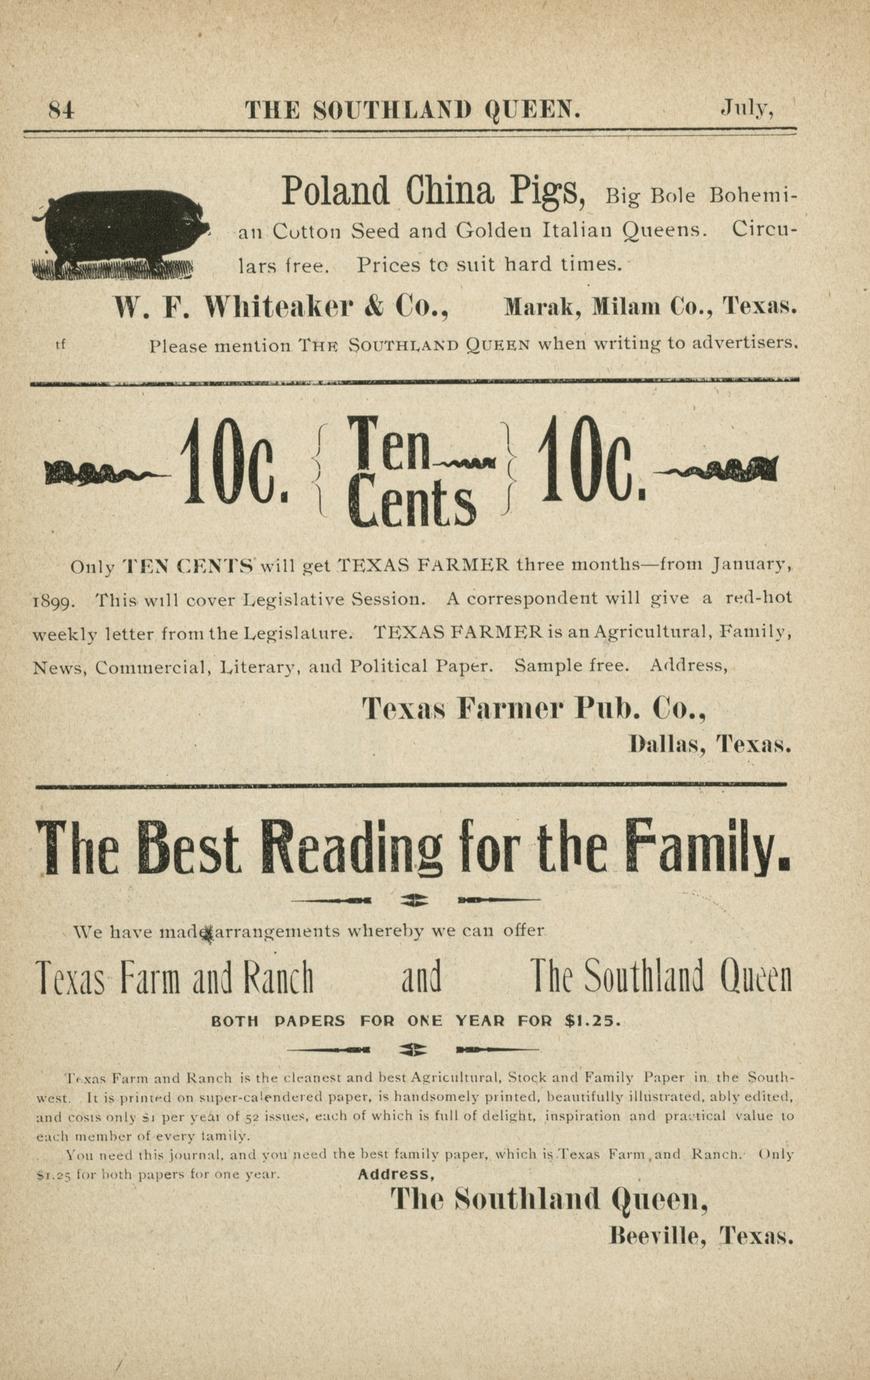 84 THE SOUTHLAND QUEEN. July,
Poland China Pigs, Big Bole Bohemi-
an Cotton Seed and Golden Italian Queens. Circu-
lars free. Prices to suit hard times.
W. F. Whiteaker & Co., Marak, Milam Co., Texas.
tf Please mention THE SOUTHLAND QUEEN when writing to advertisers.
10c. { Ten } 10c.
Cents
Only TEN CENTS will get TEXAS FARMER three months—from January,
1899. This will cover Legislative Session. A correspondent will give a red-hot
weekly letter from the Legislature. TEXAS FARMER is an Agricultural, Family,
News, Commercial, Literary, and Political Paper. Sample free. Address,
Texas Farmer Pub. Co.,
Dallas, Texas.
The Best Reading for the Family.
We have made arrangements whereby we can offer
Texas Farm and Ranch and The Southland Queen
BOTH PAPERS FOR ONE YEAR FOR $1.25.
Texas Farm and Ranch is the cleanest and best Agricultural, Stock and Family Paper in the South-
west. It is printed on super-calendered paper, is handsomely printed, beautifully illustrated, ably edited,
and costs only $1 per year of 52 issues, each of which is full of delight, inspiration and practical value to
each member of every family.
You need this journal, and you need the best family paper, which is Texas Farm and Ranch. Only
$1.25 for both papers for one year. Address,
The Southland Queen,
Beeville, Texas.